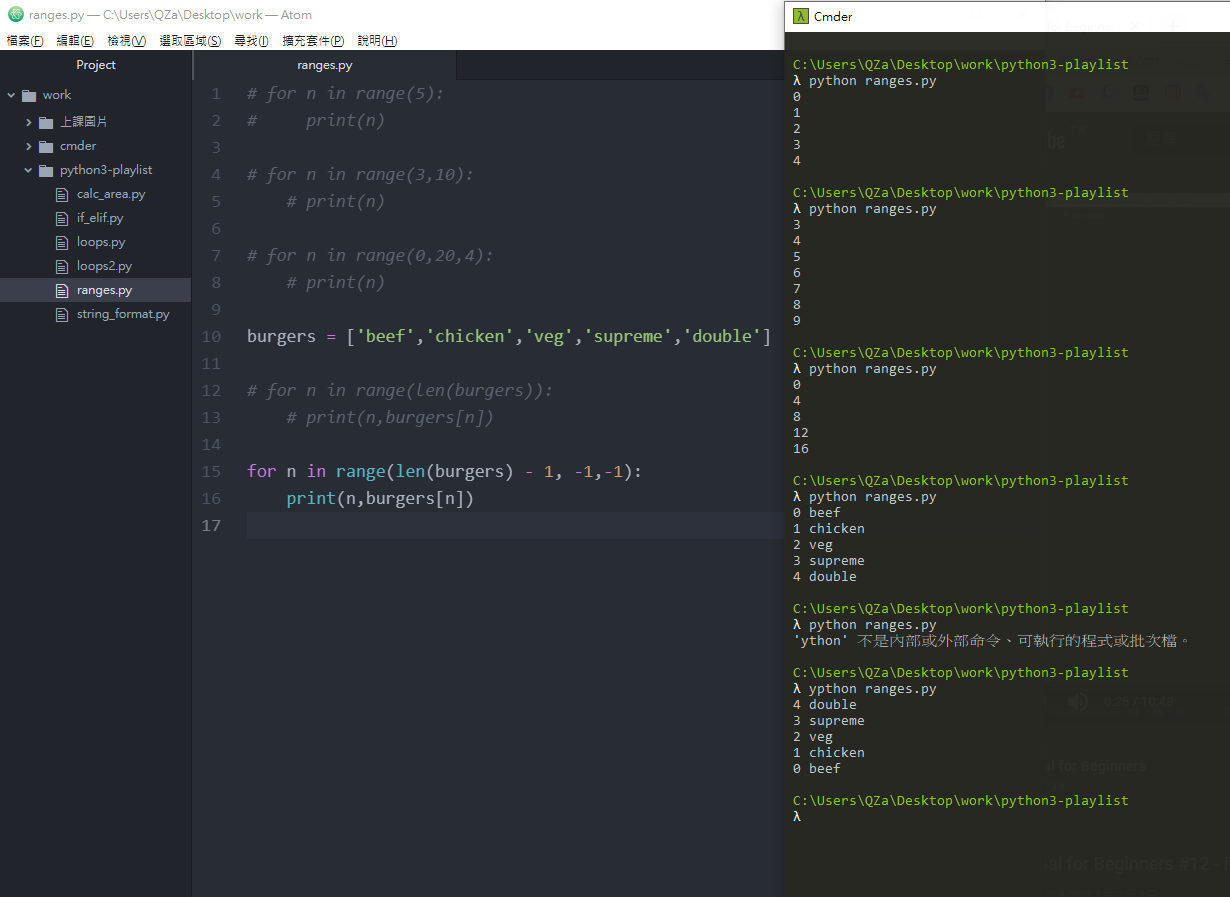 ranges.py — C:\Users\QZa\Desktop\work — Atom
檔案(F) 編輯(E) 檢視(V) 選取區域(S) 尋找(I) 擴充套件(P) 說明(H)
Project
work
上課圖片
cmder
python3-playlist
calc_area.py
if_elif.py
loops.py
loops2.py
ranges.py
string_format.py
ranges.py
1 # for n in range(5):
2 #     print(n)
3
4 # for n in range(3,10):
5     # print(n)
6
7 # for n in range(0,20,4):
8     # print(n)
9
10 burgers = ['beef','chicken','veg','supreme','double']
11
12 # for n in range(len(burgers)):
13     # print(n,burgers[n])
14
15 for n in range(len(burgers) - 1, -1,-1):
16     print(n,burgers[n])
17
Cmder
C:\Users\QZa\Desktop\work\python3-playlist
λ python ranges.py
0
1
2
3
4
C:\Users\QZa\Desktop\work\python3-playlist
λ python ranges.py
3
4
5
6
7
8
9
C:\Users\QZa\Desktop\work\python3-playlist
λ python ranges.py
0
4
8
12
16
C:\Users\QZa\Desktop\work\python3-playlist
λ python ranges.py
0 beef
1 chicken
2 veg
3 supreme
4 double
C:\Users\QZa\Desktop\work\python3-playlist
λ python ranges.py
'ython' 不是內部或外部命令、可執行的程式或批次檔。
C:\Users\QZa\Desktop\work\python3-playlist
λ ypthon ranges.py
4 double
3 supreme
2 veg
1 chicken
0 beef
C:\Users\QZa\Desktop\work\python3-playlist
λ
al for Beginners
ial for Beginners #12 -